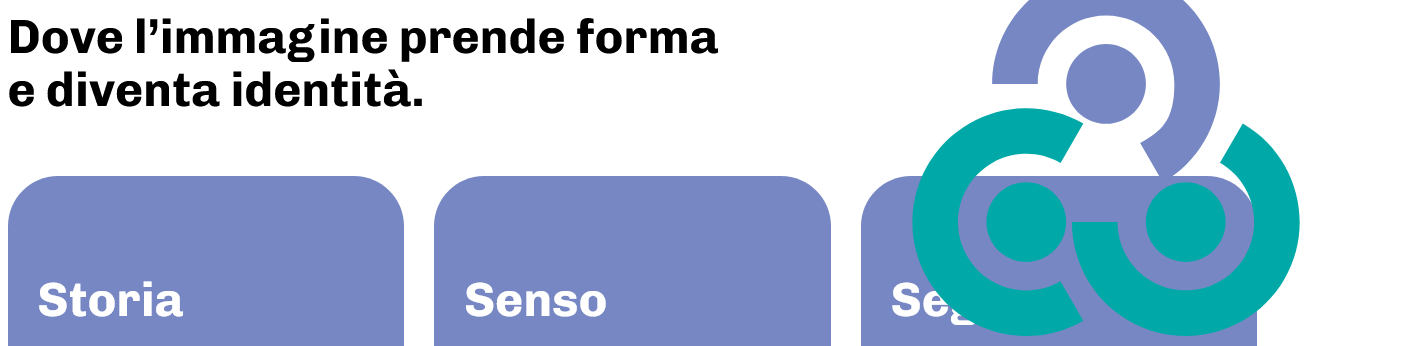 Dove l’immagine prende forma
e diventa identità.
Storia
Senso